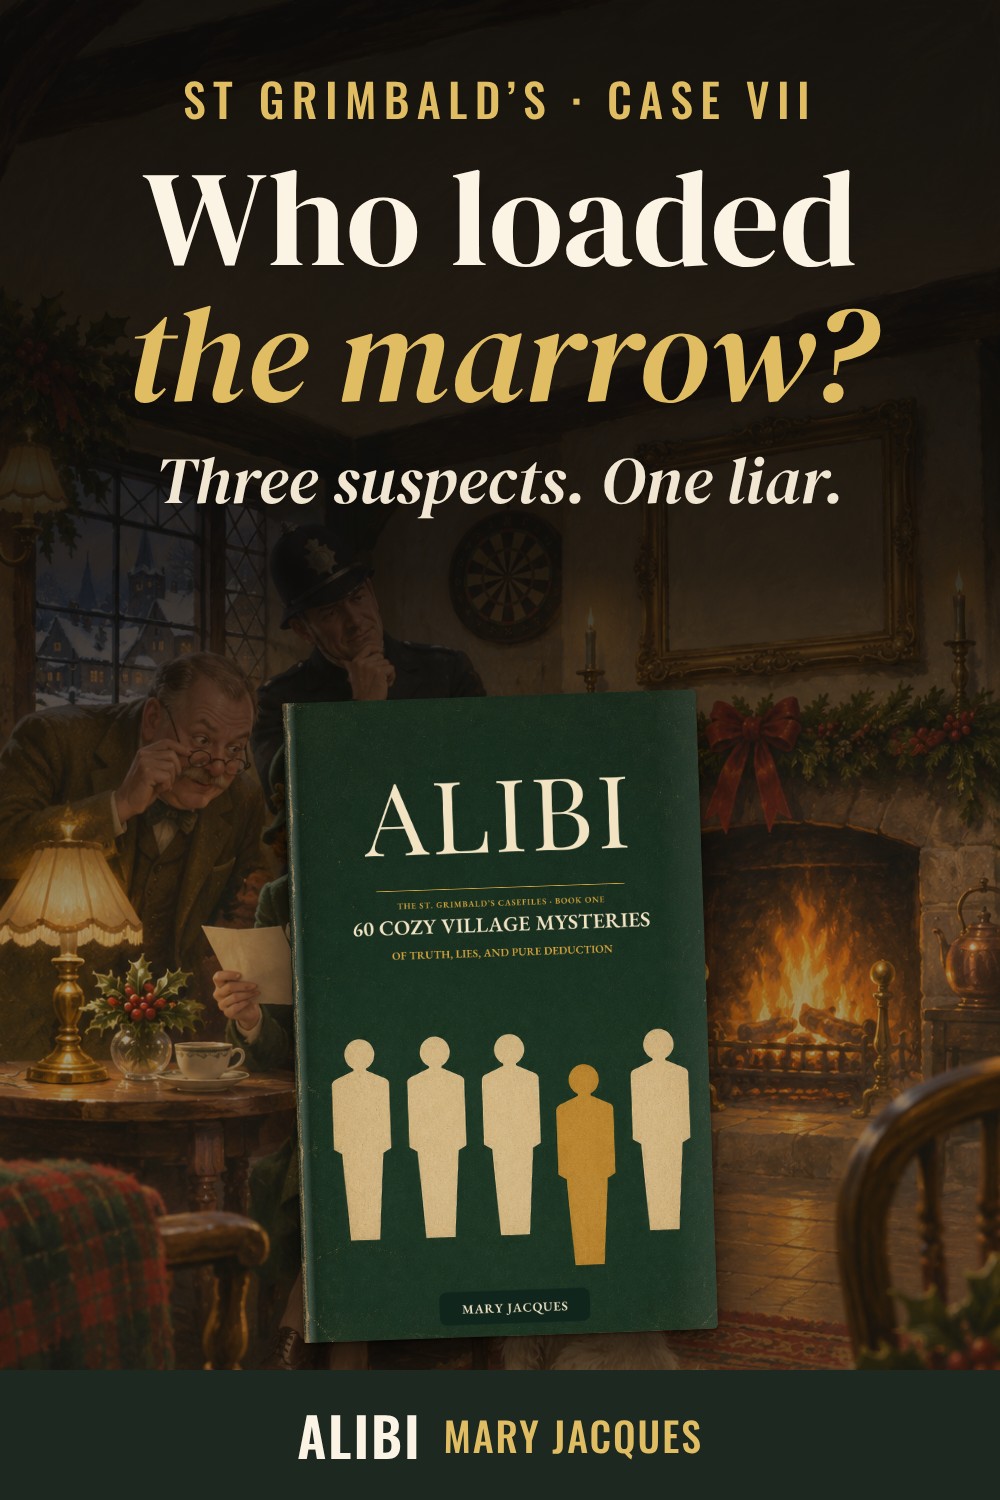 ST GRIMBALD’S · CASE VII
Who loaded
the marrow?
Three suspects. One liar.
ALIBI
THE ST. GRIMBALD'S CASEFILES · BOOK ONE
60 COZY VILLAGE MYSTERIES
OF TRUTH, LIES, AND PURE DEDUCTION
MARY JACQUES
ALIBI MARY JACQUES